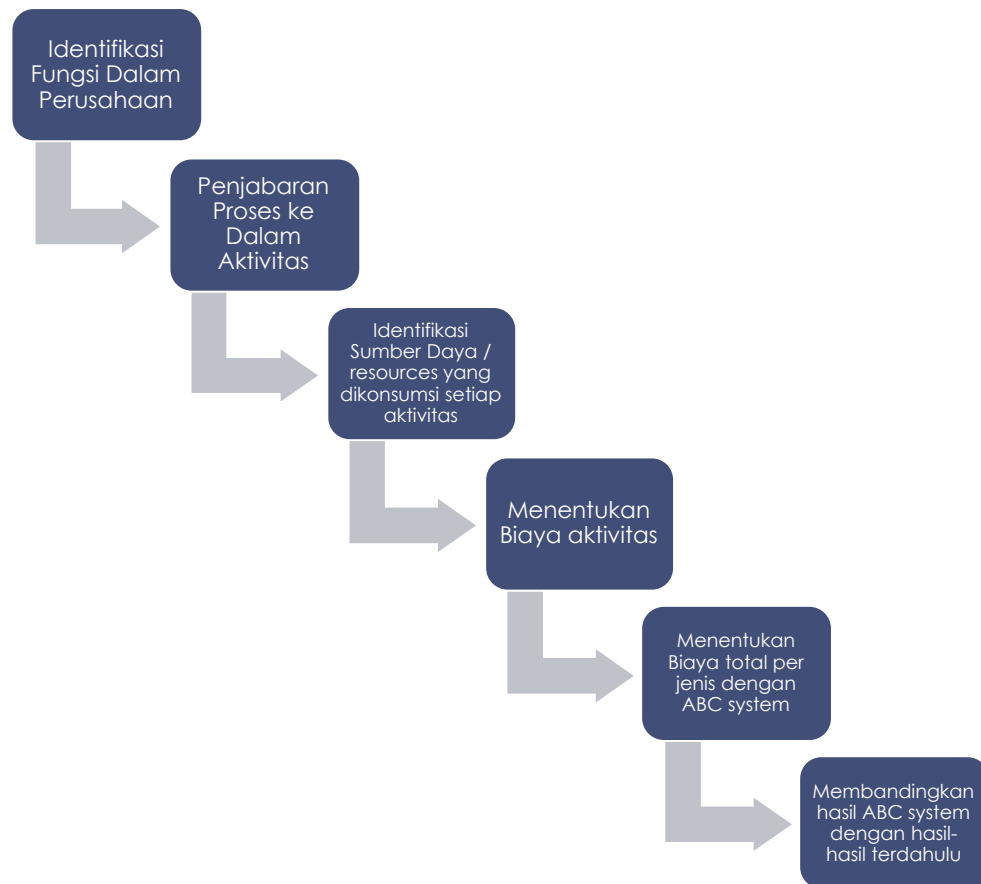 Identifikasi
Fungsi Dalam
Perusahaan
Penjabaran
Proses ke
Dalam
Aktivitas
Identifikasi
Sumber Daya /
resources yang
dikonsumsi setiap
aktivitas
Menentukan
Biaya aktivitas
Menentukan
Biaya total per
jenis dengan
ABC system
Membandingkan
hasil ABC system
dengan hasil-
hasil terdahulu